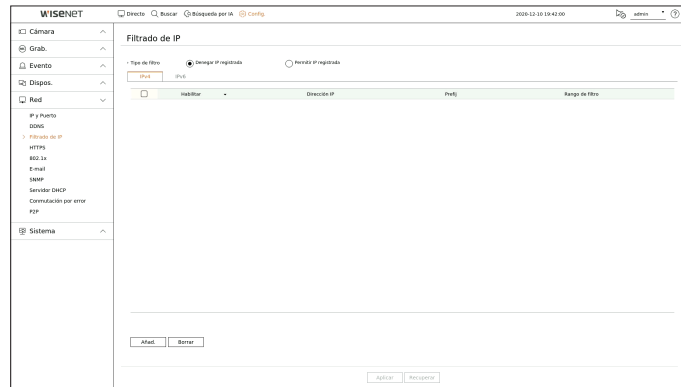 WISENET
Directo Buscar Búsqueda por IA Config. 2020-12-10 19:42:00 admin
Cámara
Grab.
Evento
Dispos.
Red
IP y Puerto
DDNS
> Filtrado de IP
HTTPS
802.1x
E-mail
SNMP
Servidor DHCP
Conmutación por error
P2P
Sistema
Filtrado de IP
Tipo de filtro Denegar IP registrada Permitir IP registrada
IPv4 IPv6
Habilitar Dirección IP Prefij Rango de filtro
Añad. Borrar
Aplicar Recuperar